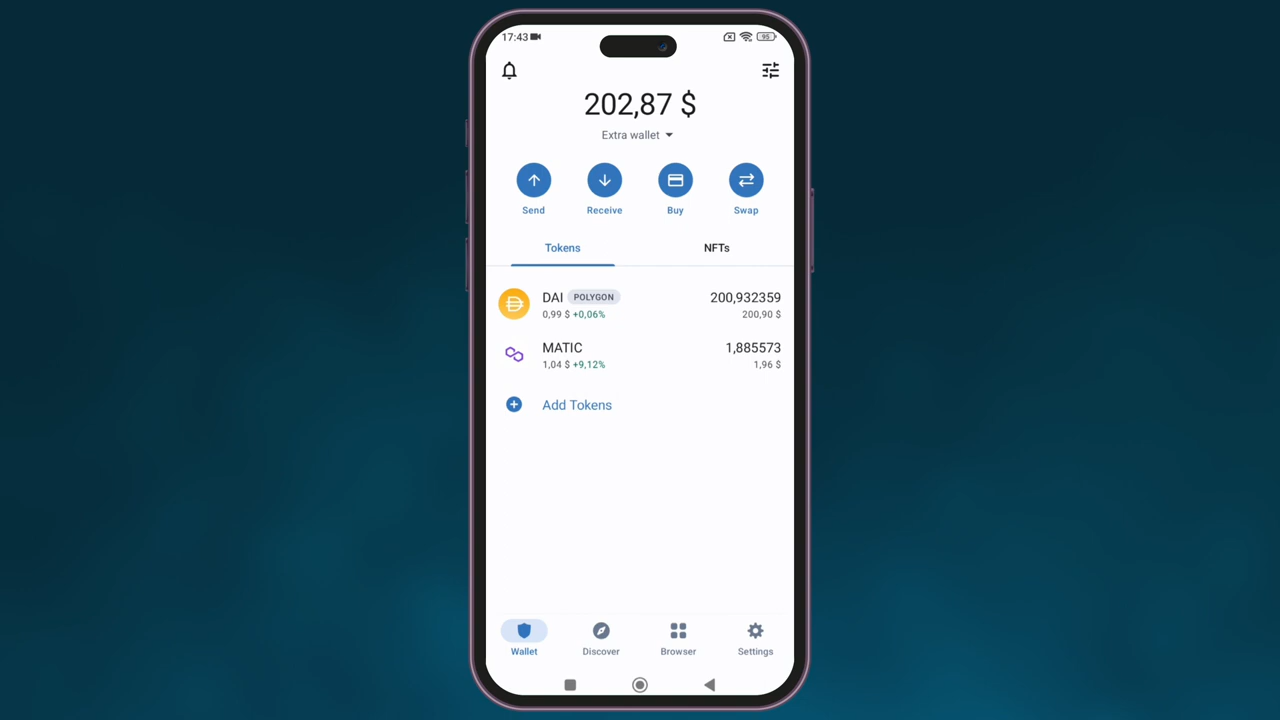 17:43
95
202,87 $
Extra wallet
Send Receive Buy Swap
Tokens NFTs
DAI POLYGON 200,932359
0,99 $ +0,06% 200,90 $
MATIC 1,885573
1,04 $ +9,12% 1,96 $
Add Tokens
Wallet Discover Browser Settings